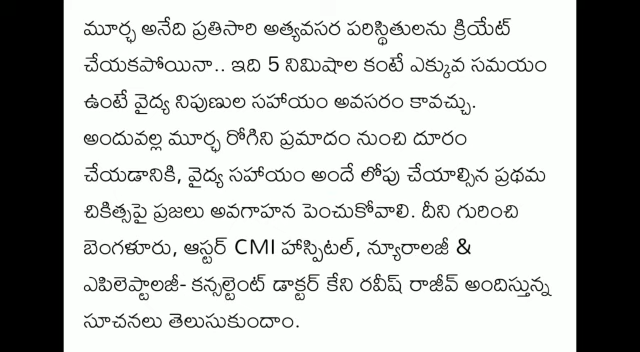 మూర్ఛ అనేది ప్రతిసారి అత్యవసర పరిస్థితులను క్రియేట్
చేయకపోయినా.. ఇది 5 నిమిషాల కంటే ఎక్కువ సమయం
ఉంటే వైద్య నిపుణుల సహాయం అవసరం కావచ్చు.
అందువల్ల మూర్ఛ రోగిని ప్రమాదం నుంచి దూరం
చేయడానికి, వైద్య సహాయం అందే లోపు చేయాల్సిన ప్రథమ
చికిత్సపై ప్రజలు అవగాహన పెంచుకోవాలి. దీని గురించి
బెంగళూరు, ఆస్టర్ CMI హాస్పిటల్, న్యూరాలజీ &
ఎపిలెప్టాలజీ- కన్సల్టెంట్ డాక్టర్ కేని రవీష్ రాజీవ్ అందిస్తున్న
సూచనలు తెలుసుకుందాం.